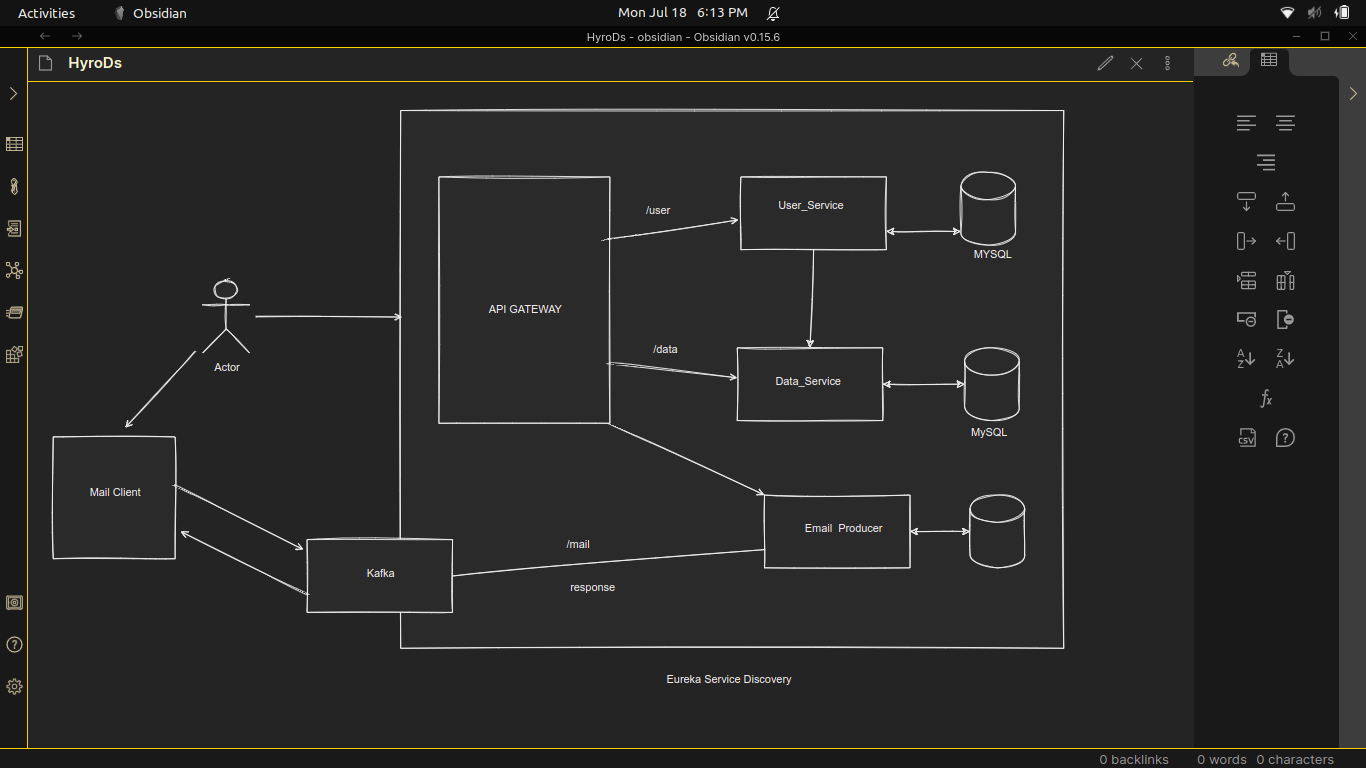 Activities
Obsidian
Mon Jul 18 6:13 PM
HyroDs - obsidian - Obsidian v0.15.6
HyroDs
/user
User_Service
MYSQL
API GATEWAY
/data
Data_Service
MySQL
Actor
Mail Client
Email Producer
/mail
Kafka
response
Eureka Service Discovery
A
Z
Z
A
fx
CSV
?
?
0 backlinks
0 words
0 characters